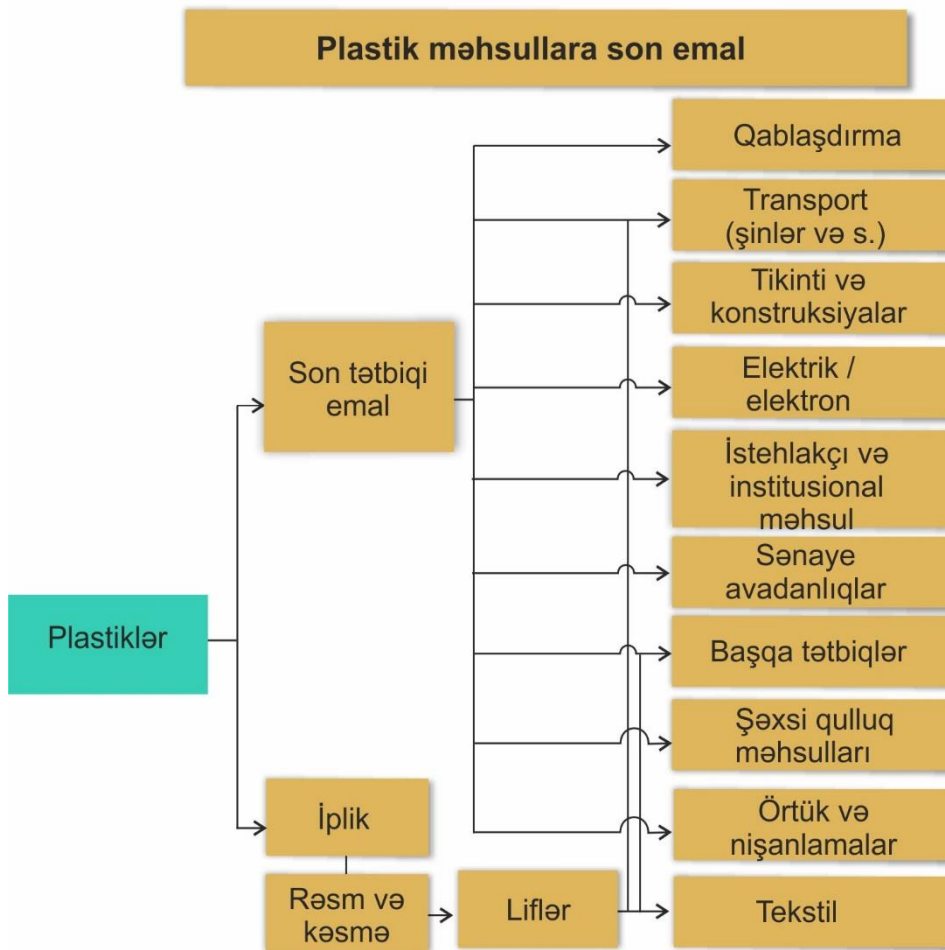 Plastik məhsullara son emal
Qablaşdırma
Transport
(şinlər və s.)
Tikinti və
konstruksiyalar
Son tətbiqi
emal
Elektrik /
elektron
İstehlakçı və
institusional
məhsul
Sənaye
avadanlıqlar
Plastiklər
Başqa tətbiqlər
Şəxsi qulluq
məhsulları
İplik
Örtük və
nişanlamalar
Rəsm və
kəsmə
Liflər
Tekstil